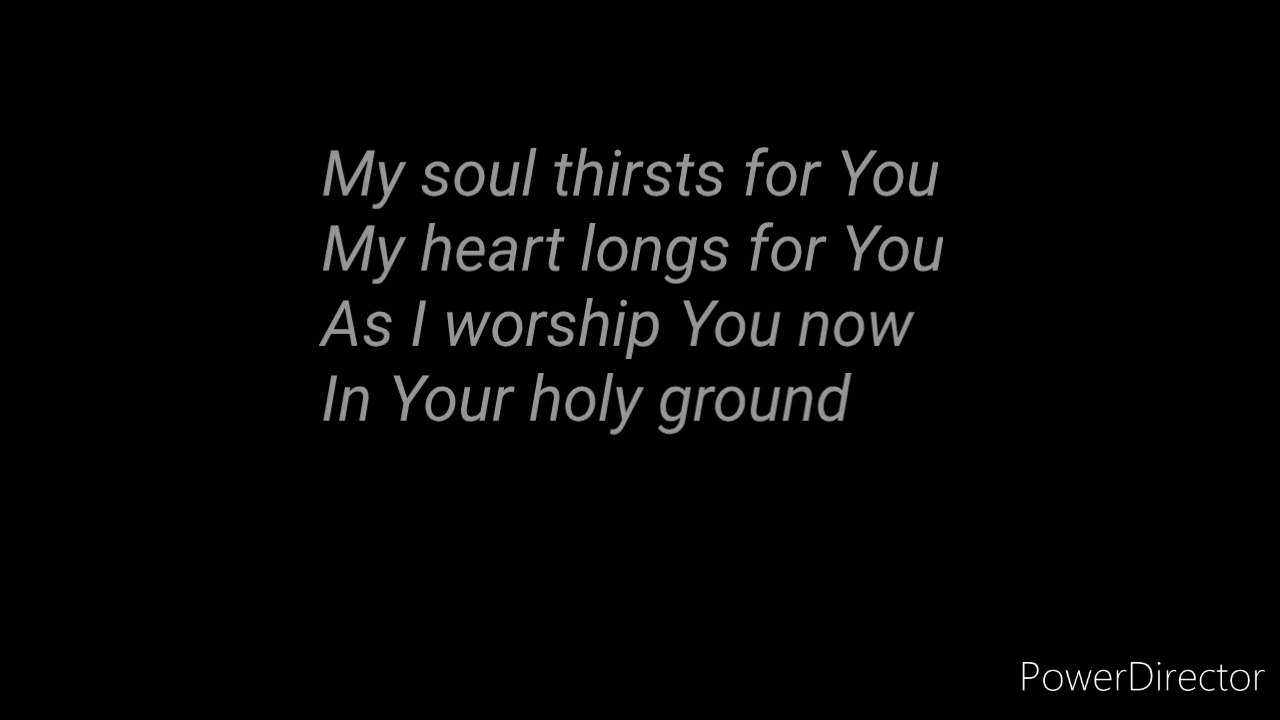 My soul thirsts for You
My heart longs for You
As I worship You now
In Your holy ground
PowerDirector